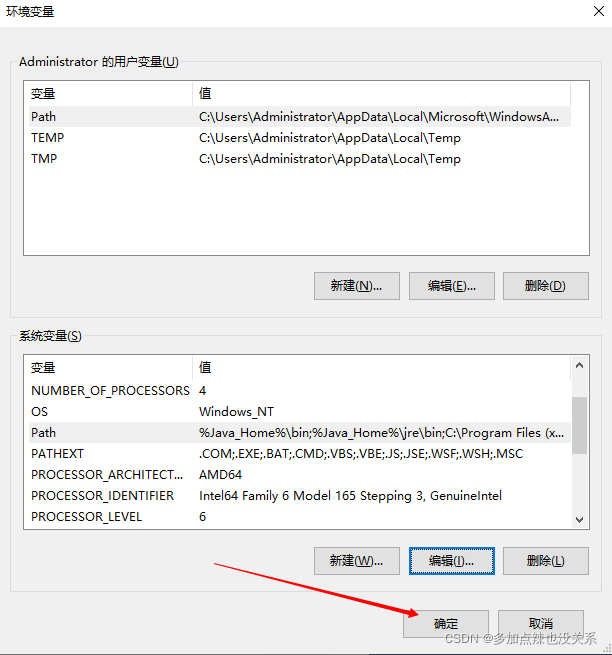 环境变量
Administrator 的用户变量(U)
变量 值
Path C:\Users\Administrator\AppData\Local\Microsoft\WindowsA...
TEMP C:\Users\Administrator\AppData\Local\Temp
TMP C:\Users\Administrator\AppData\Local\Temp
新建(N)... 编辑(E)... 删除(D)
系统变量(S)
变量 值
NUMBER_OF_PROCESSORS 4
OS Windows_NT
Path %Java_Home%\bin;%Java_Home%\jre\bin;C:\Program Files (x...
PATHEXT .COM;.EXE;.BAT;.CMD;.VBS;.VBE;.JS;.JSE;.WSF;.WSH;.MSC
PROCESSOR_ARCHITECT... AMD64
PROCESSOR_IDENTIFIER Intel64 Family 6 Model 165 Stepping 3, GenuineIntel
PROCESSOR_LEVEL 6
新建(W)... 编辑(I)... 删除(L)
确定 取消
CSDN @多加点辣也没关系